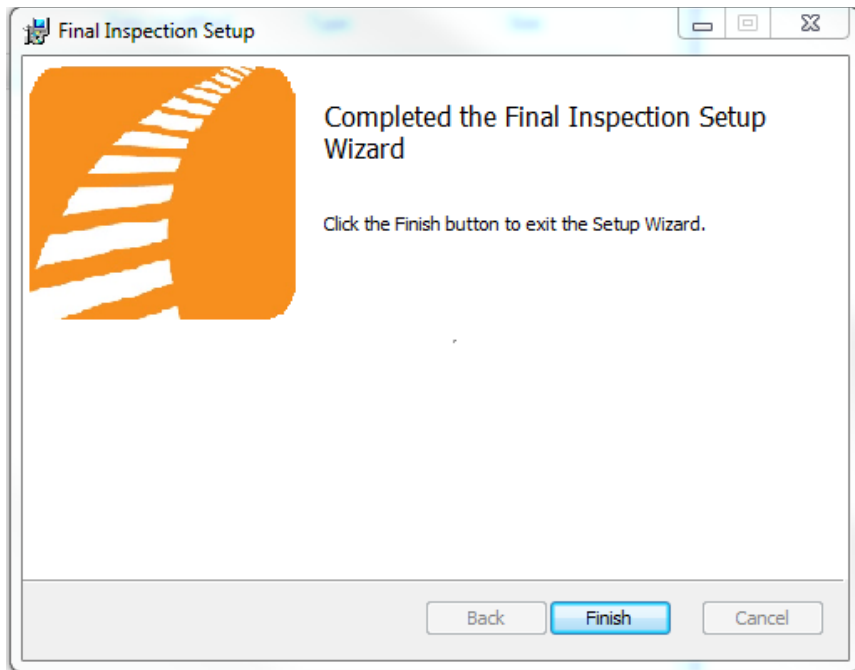 Final Inspection Setup
Completed the Final Inspection Setup
Wizard
Click the Finish button to exit the Setup Wizard.
Back Finish Cancel